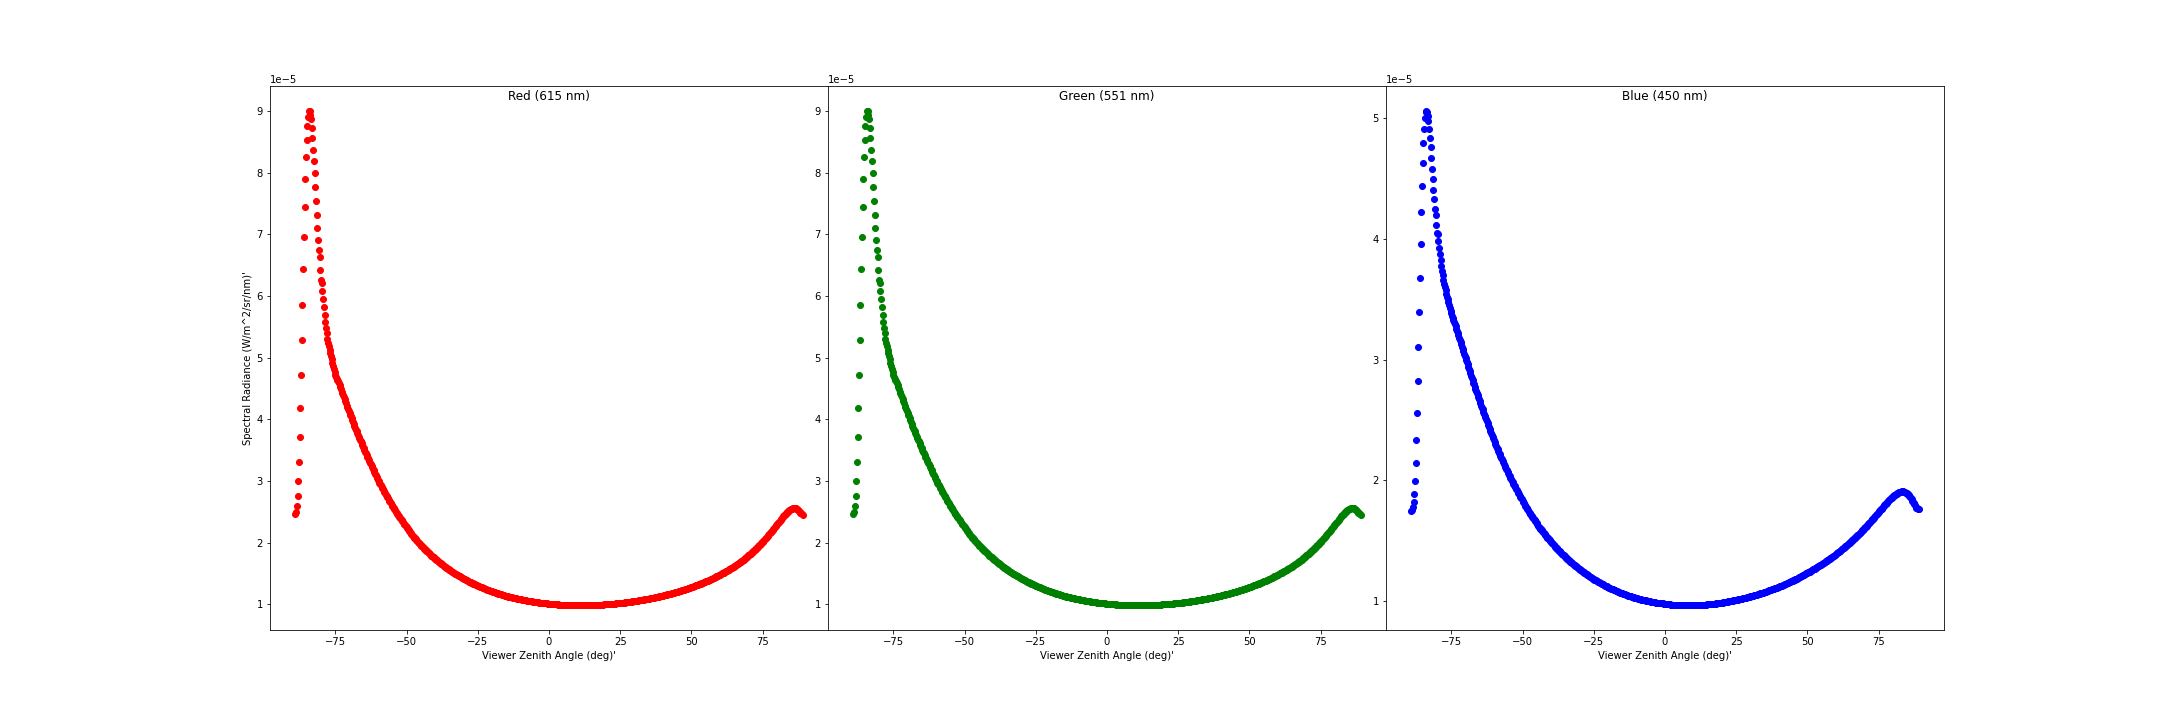 1e−5
Red (615 nm)
9
8
7
6
5
4
3
2
1
Spectral Radiance (W/m^2/sr/nm)'
−75 −50 −25 0 25 50 75
Viewer Zenith Angle (deg)'
1e−5
Green (551 nm)
9
8
7
6
5
4
3
2
1
−75 −50 −25 0 25 50 75
Viewer Zenith Angle (deg)'
1e−5
Blue (450 nm)
5
4
3
2
1
−75 −50 −25 0 25 50 75
Viewer Zenith Angle (deg)'